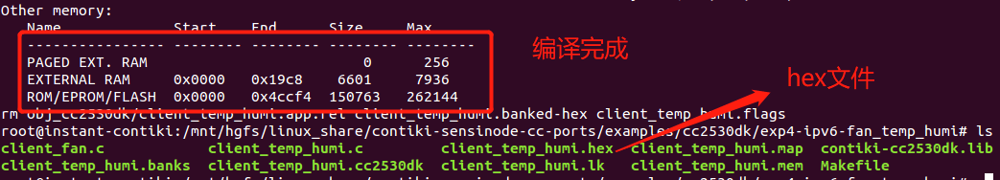 Other memory:
Name Start End Size Max
---------------- -------- -------- -------- --------
PAGED EXT. RAM 0 256
EXTERNAL RAM 0x0000 0x19c8 6601 7936
ROM/EPROM/FLASH 0x0000 0x4ccf4 150763 262144
编译完成
hex文件
rm obj_cc2530dk/client_temp_humi.app.rel client_temp_humi.banked-hex client_temp_humi.flags
root@instant-contiki:/mnt/hgfs/linux_share/contiki-sensinode-cc-ports/examples/cc2530dk/exp4-ipv6-fan_temp_humi# ls
client_fan.c client_temp_humi.c client_temp_humi.hex client_temp_humi.map contiki-cc2530dk.lib
client_temp_humi.banks client_temp_humi.cc2530dk client_temp_humi.lk client_temp_humi.mem Makefile